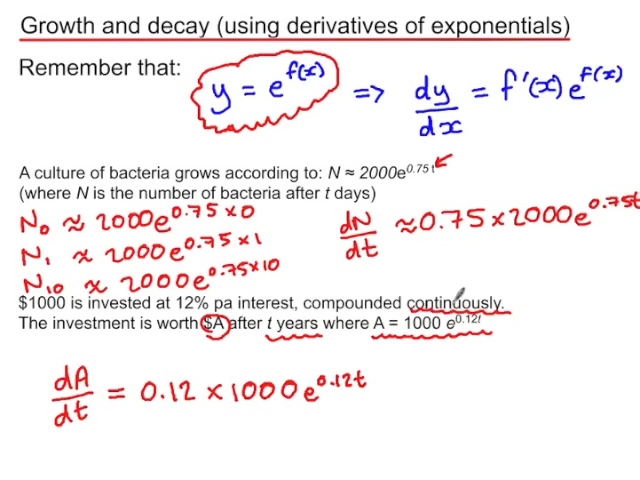 Growth and decay (using derivatives of exponentials)
Remember that: y = e^f(x) => dy/dx = f'(x)e^f(x)
A culture of bacteria grows according to: N ≈ 2000e^0.75t
(where N is the number of bacteria after t days)
N₀ ≈ 2000e^0.75×0
dN/dt ≈ 0.75 × 2000e^0.75t
N₁ ≈ 2000e^0.75×1
N₁₀ ≈ 2000e^0.75×10
$1000 is invested at 12% pa interest, compounded continuously.
The investment is worth $A after t years where A = 1000 e^0.12t
dA/dt = 0.12 × 1000e^0.12t